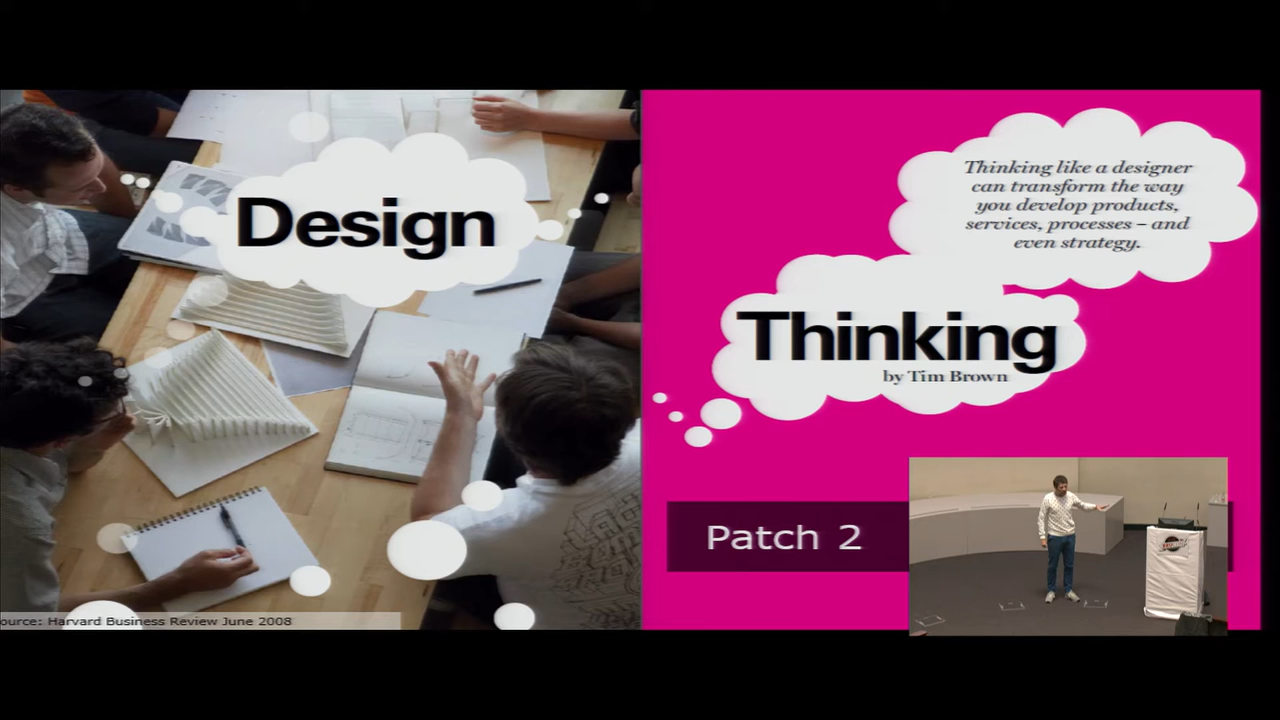 Design
Thinking like a designer
can transform the way
you develop products,
services, processes – and
even strategy.
Thinking
by Tim Brown
Patch 2
ource: Harvard Business Review June 2008